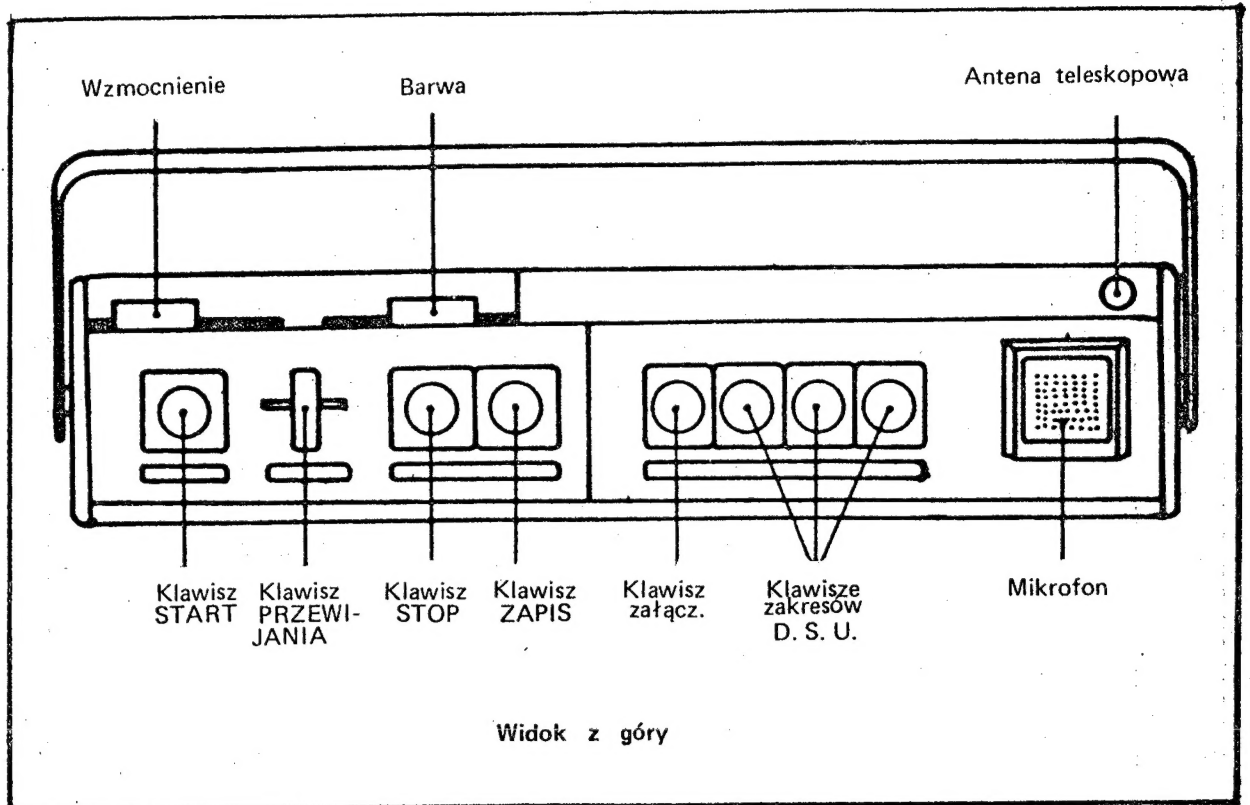 Wzmocnienie
Barwa
Antena teleskopowa
Klawisz
START
Klawisz
PRZEWI-
JANIA
Klawisz
STOP
Klawisz
ZAPIS
Klawisz
załącz.
Klawisze
zakresów
D. S. U.
Mikrofon
Widok z góry